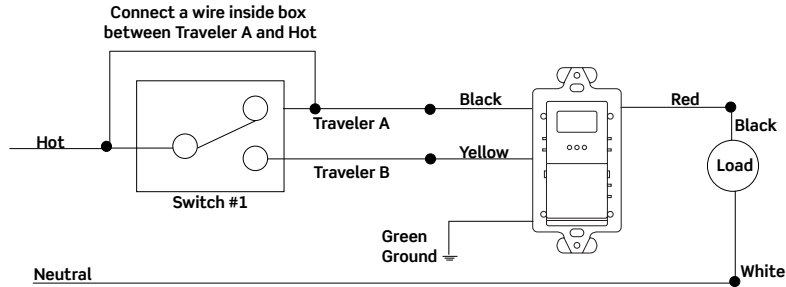 Connect a wire inside box
between Traveler A and Hot
Black
Red
Traveler A
Black
Hot
Yellow
Load
Traveler B
Switch #1
Green
Ground
Neutral
White